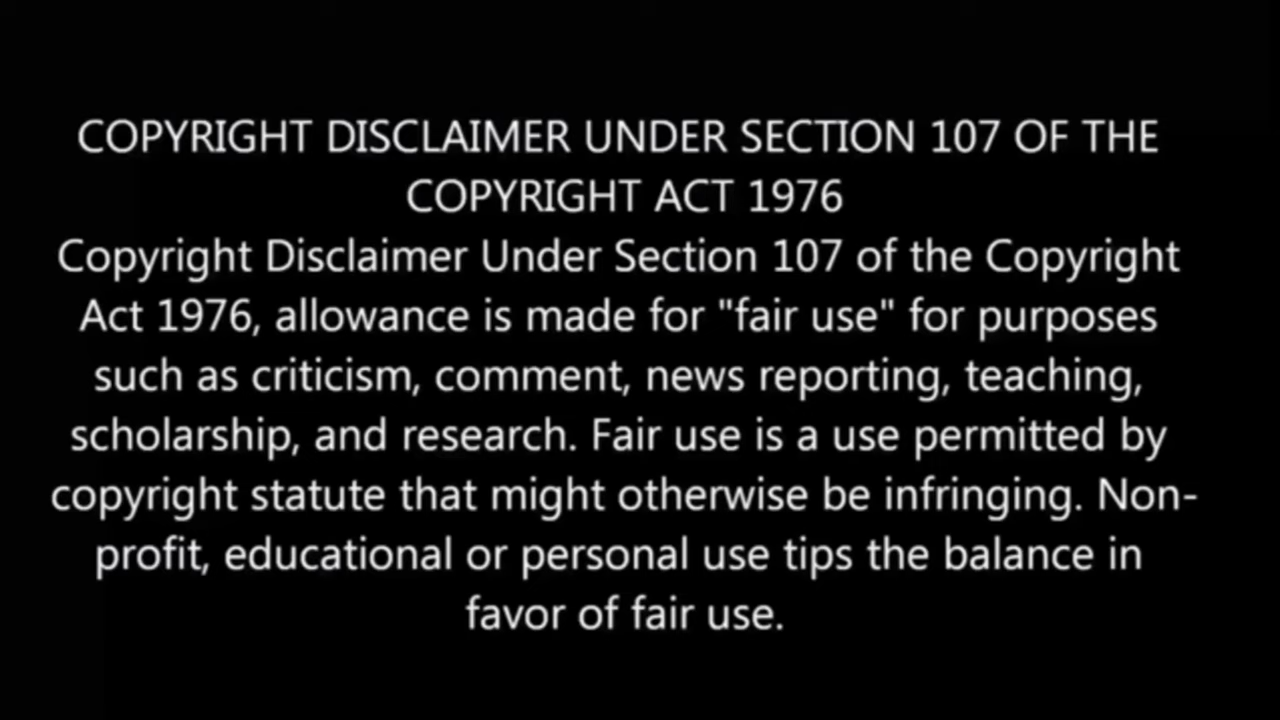 COPYRIGHT DISCLAIMER UNDER SECTION 107 OF THE
COPYRIGHT ACT 1976
Copyright Disclaimer Under Section 107 of the Copyright
Act 1976, allowance is made for "fair use" for purposes
such as criticism, comment, news reporting, teaching,
scholarship, and research. Fair use is a use permitted by
copyright statute that might otherwise be infringing. Non-
profit, educational or personal use tips the balance in
favor of fair use.